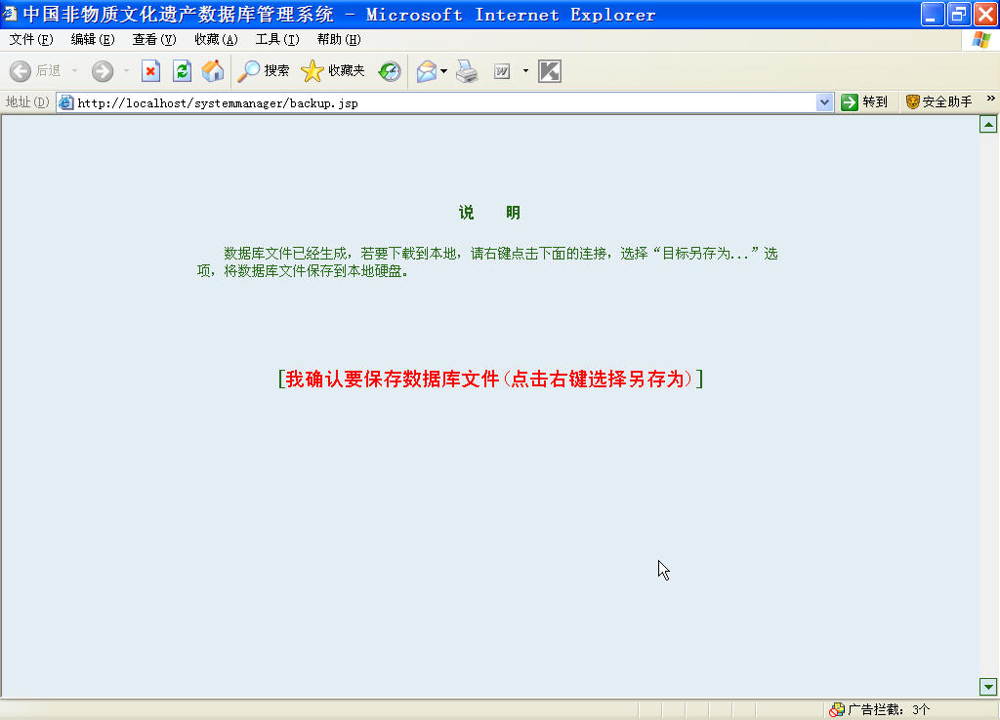 中国非物质文化遗产数据库管理系统 - Microsoft Internet Explorer
文件(F) 编辑(E) 查看(V) 收藏(A) 工具(T) 帮助(H)
后退 搜索 收藏夹
地址(D) http://localhost/systemmanager/backup.jsp 转到 安全助手 »
说 明
数据库文件已经生成，若要下载到本地，请右键点击下面的连接，选择“目标另存为...”选
项，将数据库文件保存到本地硬盘。
[我确认要保存数据库文件(点击右键选择另存为)]
广告拦截: 3个